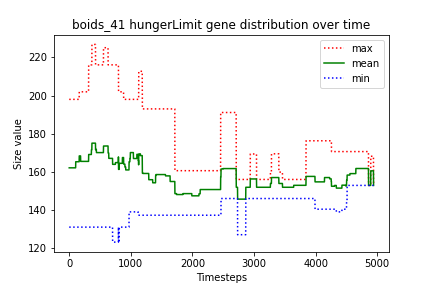 boids_41 hungerLimit gene distribution over time
max
mean
min
Size value
220
200
180
160
140
120
0
1000
2000
3000
4000
5000
Timesteps